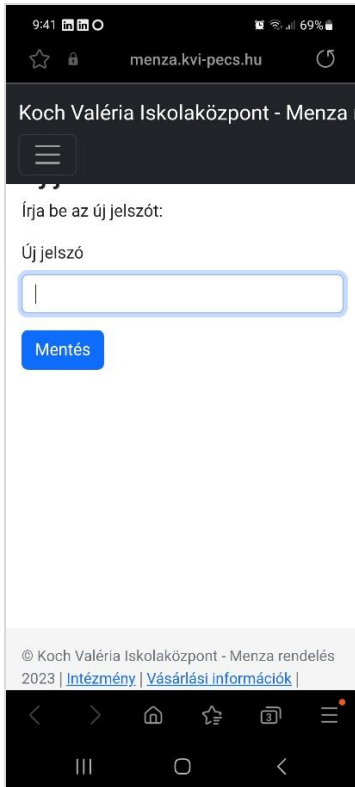 9:41 69%
menza.kvi-pecs.hu
Koch Valéria Iskolaközpont - Menza
Írja be az új jelszót:
Új jelszó
Mentés
© Koch Valéria Iskolaközpont - Menza rendelés
2023 | Intézmény | Vásárlási információk |
3